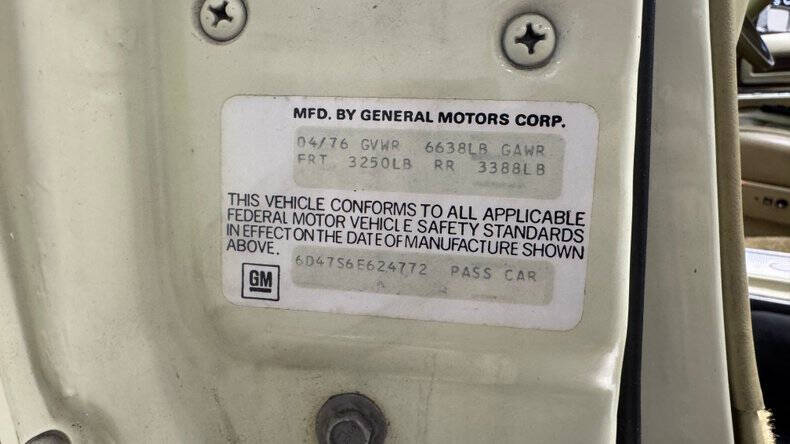 MFD. BY GENERAL MOTORS CORP.
04/76 GVWR 6638LB GAWR
FRT 3250LB RR 3388LB
THIS VEHICLE CONFORMS TO ALL APPLICABLE
FEDERAL MOTOR VEHICLE SAFETY STANDARDS
IN EFFECT ON THE DATE OF MANUFACTURE SHOWN
ABOVE.
6D47S6E624772 PASS CAR
GM